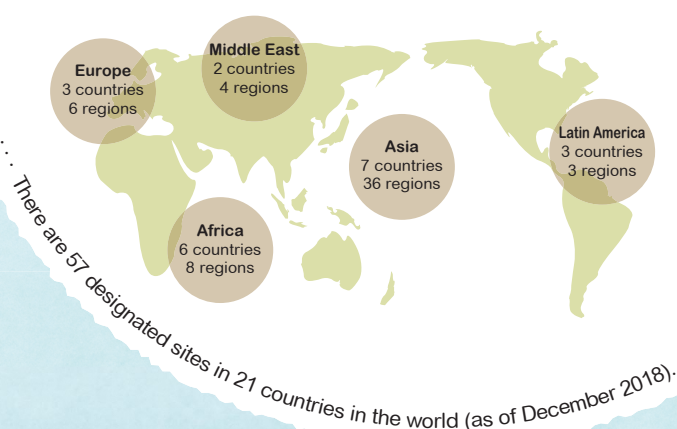 Europe
3 countries
6 regions
Middle East
2 countries
4 regions
Asia
7 countries
36 regions
Latin America
3 countries
3 regions
Africa
6 countries
8 regions
. . . There are 57 designated sites in 21 countries in the world (as of December 2018).